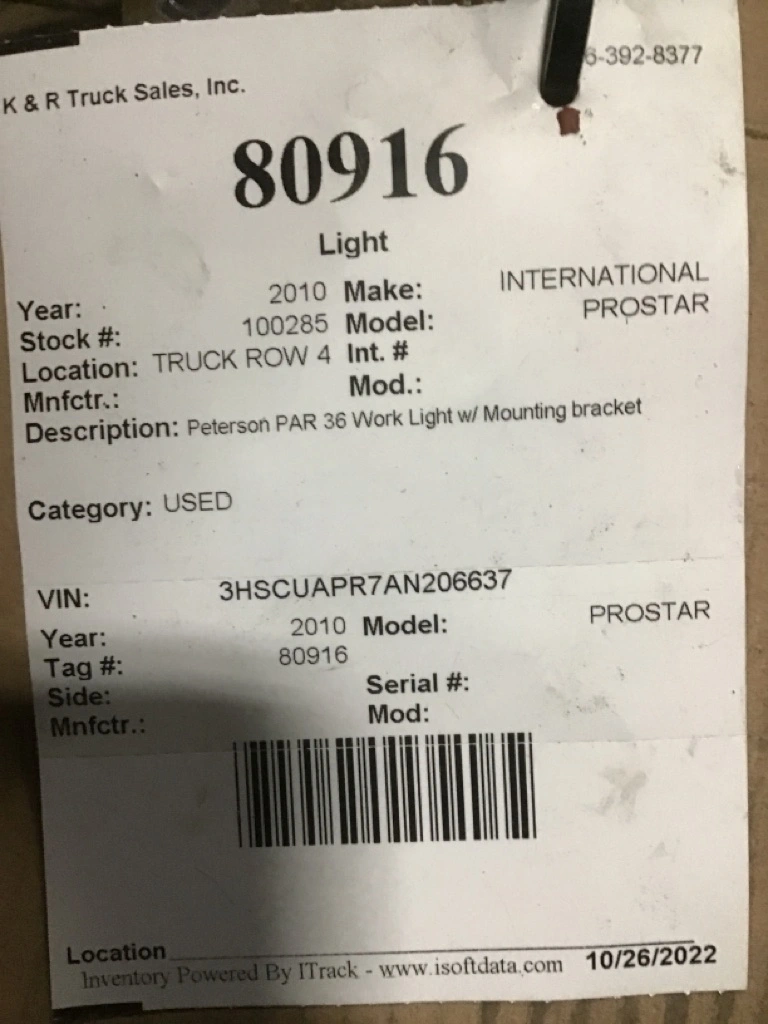 K & R Truck Sales, Inc. 6-392-8377
80916
Light
Year: 2010 Make: INTERNATIONAL
Stock #: 100285 Model: PROSTAR
Location: TRUCK ROW 4 Int. #
Mnfctr.: Mod.:
Description: Peterson PAR 36 Work Light w/ Mounting bracket
Category: USED
VIN: 3HSCUAPR7AN206637
Year: 2010 Model: PROSTAR
Tag #: 80916
Side: Serial #:
Mnfctr.: Mod:
Location
Inventory Powered By ITrack - www.isoftdata.com 10/26/2022